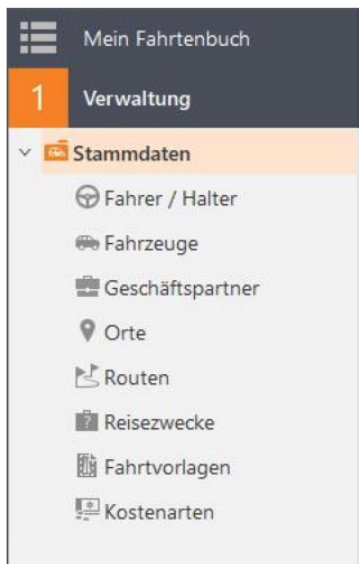 Mein Fahrtenbuch
1 Verwaltung
Stammdaten
Fahrer / Halter
Fahrzeuge
Geschäftspartner
Orte
Routen
Reisezwecke
Fahrtvorlagen
Kostenarten